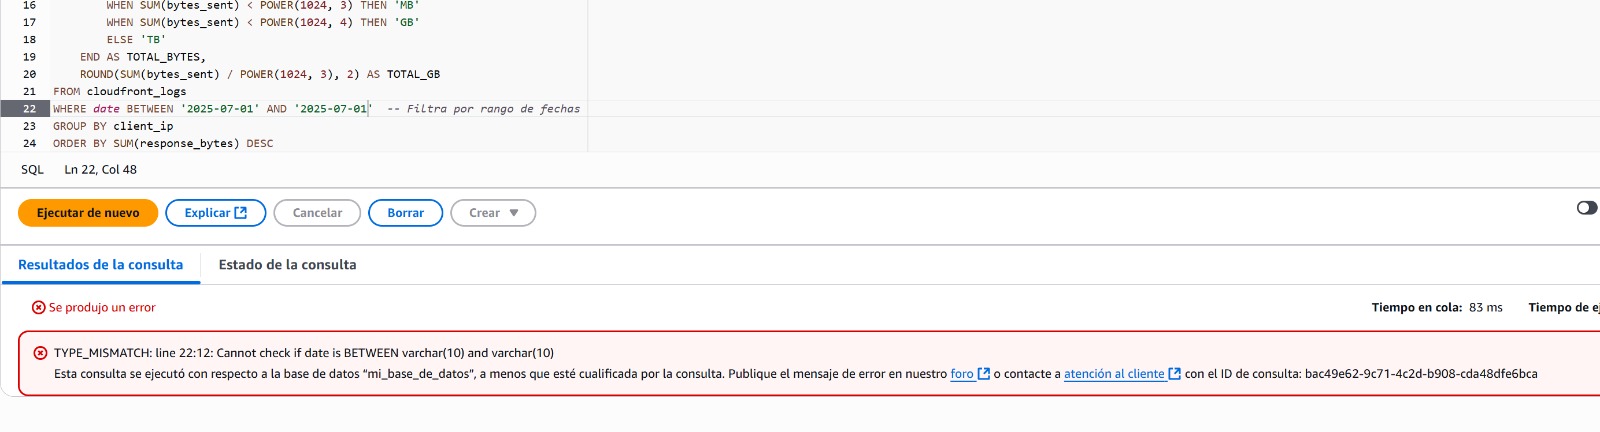 16 WHEN SUM(bytes_sent) < POWER(1024, 3) THEN 'MB'
17 WHEN SUM(bytes_sent) < POWER(1024, 4) THEN 'GB'
18 ELSE 'TB'
19 END AS TOTAL_BYTES,
20 ROUND(SUM(bytes_sent) / POWER(1024, 3), 2) AS TOTAL_GB
21 FROM cloudfront_logs
22 WHERE date BETWEEN '2025-07-01' AND '2025-07-01' -- Filtra por rango de fechas
23 GROUP BY client_ip
24 ORDER BY SUM(response_bytes) DESC
SQL Ln 22, Col 48
Ejecutar de nuevo Explicar Cancelar Borrar Crear
Resultados de la consulta Estado de la consulta
Se produjo un error Tiempo en cola: 83 ms Tiempo de ej
TYPE_MISMATCH: line 22:12: Cannot check if date is BETWEEN varchar(10) and varchar(10)
Esta consulta se ejecutó con respecto a la base de datos "mi_base_de_datos", a menos que esté cualificada por la consulta. Publique el mensaje de error en nuestro foro o contacte a atención al cliente con el ID de consulta: bac49e62-9c71-4c2d-b908-cda48dfe6bca